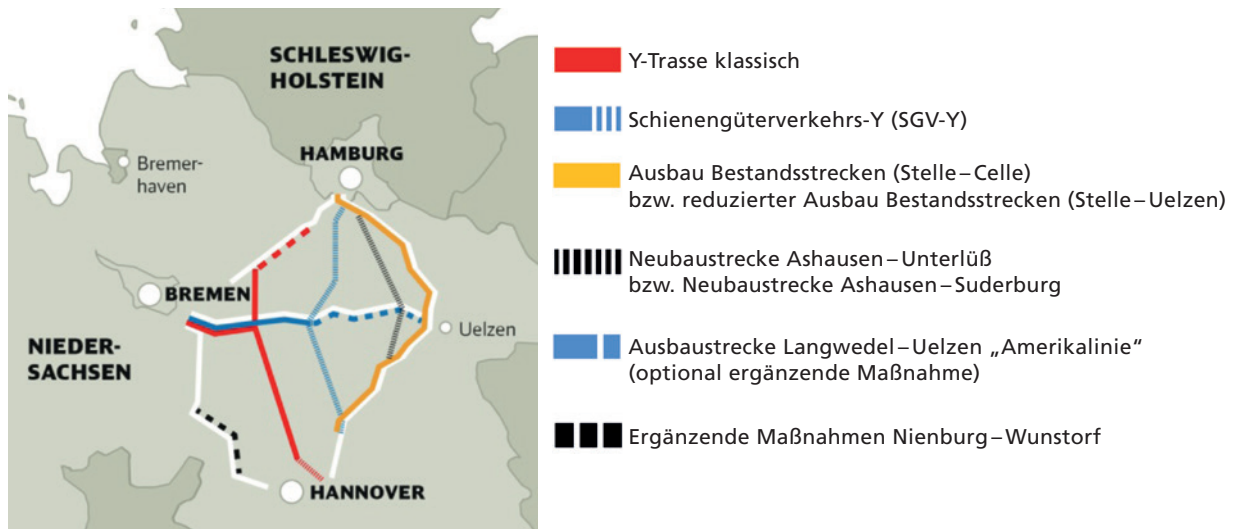 SCHLESWIG-
HOLSTEIN
HAMBURG
Bremer-
haven
BREMEN
Uelzen
NIEDER-
SACHSEN
HANNOVER
Y-Trasse klassisch
Schienengüterverkehrs-Y (SGV-Y)
Ausbau Bestandsstrecken (Stelle–Celle)
bzw. reduzierter Ausbau Bestandsstrecken (Stelle–Uelzen)
Neubaustrecke Ashausen–Unterlüß
bzw. Neubaustrecke Ashausen–Suderburg
Ausbaustrecke Langwedel–Uelzen „Amerikalinie“
(optional ergänzende Maßnahme)
Ergänzende Maßnahmen Nienburg–Wunstorf